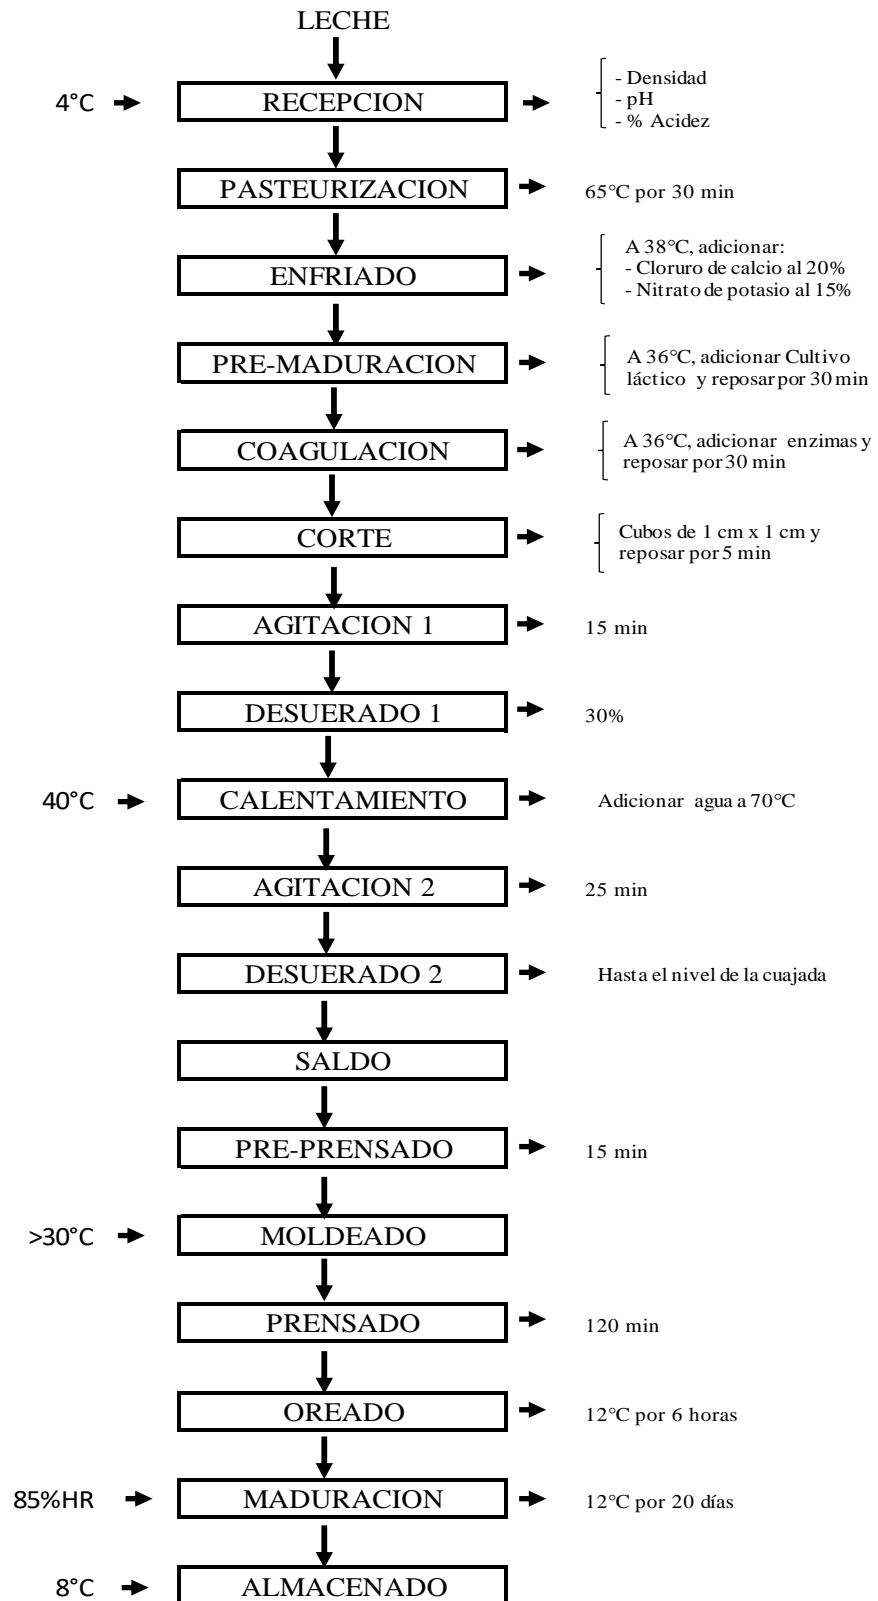 LECHE
4°C
RECEPCION
- Densidad
- pH
- % Acidez
PASTEURIZACION
65°C por 30 min
ENFRIADO
A 38°C, adicionar:
- Cloruro de calcio al 20%
- Nitrato de potasio al 15%
PRE-MADURACION
A 36°C, adicionar Cultivo
láctico y reposar por 30 min
COAGULACION
A 36°C, adicionar enzimas y
reposar por 30 min
CORTE
Cubos de 1 cm x 1 cm y
reposar por 5 min
AGITACION 1
15 min
DESUERADO 1
30%
40°C
CALENTAMIENTO
Adicionar agua a 70°C
AGITACION 2
25 min
DESUERADO 2
Hasta el nivel de la cuajada
SALDO
PRE-PRENSADO
15 min
>30°C
MOLDEADO
PRENSADO
120 min
OREADO
12°C por 6 horas
85%HR
MADURACION
12°C por 20 días
8°C
ALMACENADO